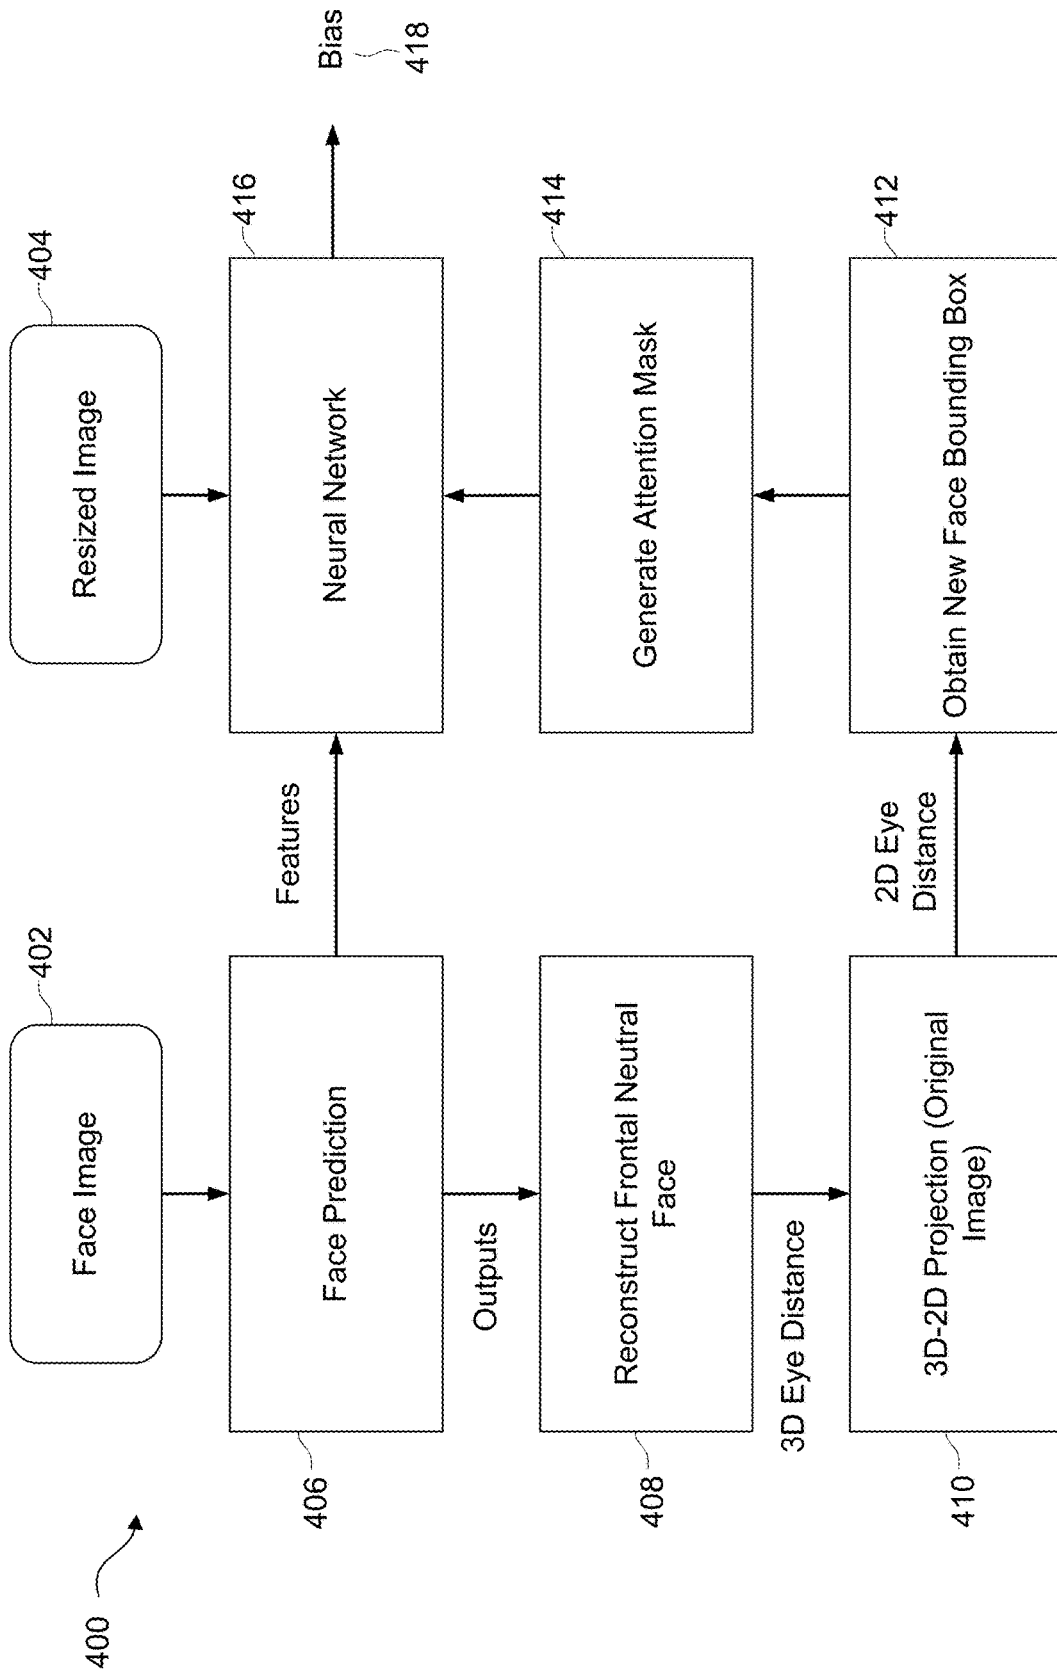 400
402
Face Image
404
Resized Image
406
Face Prediction
Features
416
Neural Network
Bias
418
Outputs
408
Reconstruct Frontal Neutral
Face
414
Generate Attention Mask
3D Eye Distance
410
3D-2D Projection (Original
Image)
2D Eye
Distance
412
Obtain New Face Bounding Box